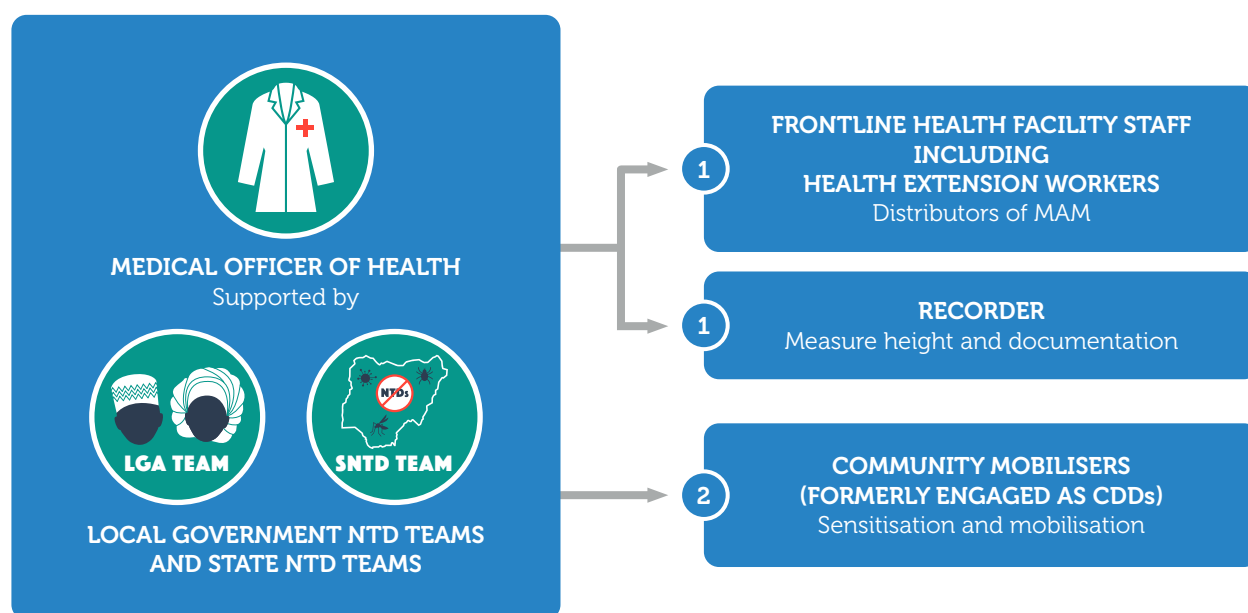 MEDICAL OFFICER OF HEALTH
Supported by
NTDs
LGA TEAM
SNTD TEAM
LOCAL GOVERNMENT NTD TEAMS
AND STATE NTD TEAMS
1
FRONTLINE HEALTH FACILITY STAFF
INCLUDING
HEALTH EXTENSION WORKERS
Distributors of MAM
1
RECORDER
Measure height and documentation
2
COMMUNITY MOBILISERS
(FORMERLY ENGAGED AS CDDs)
Sensitisation and mobilisation